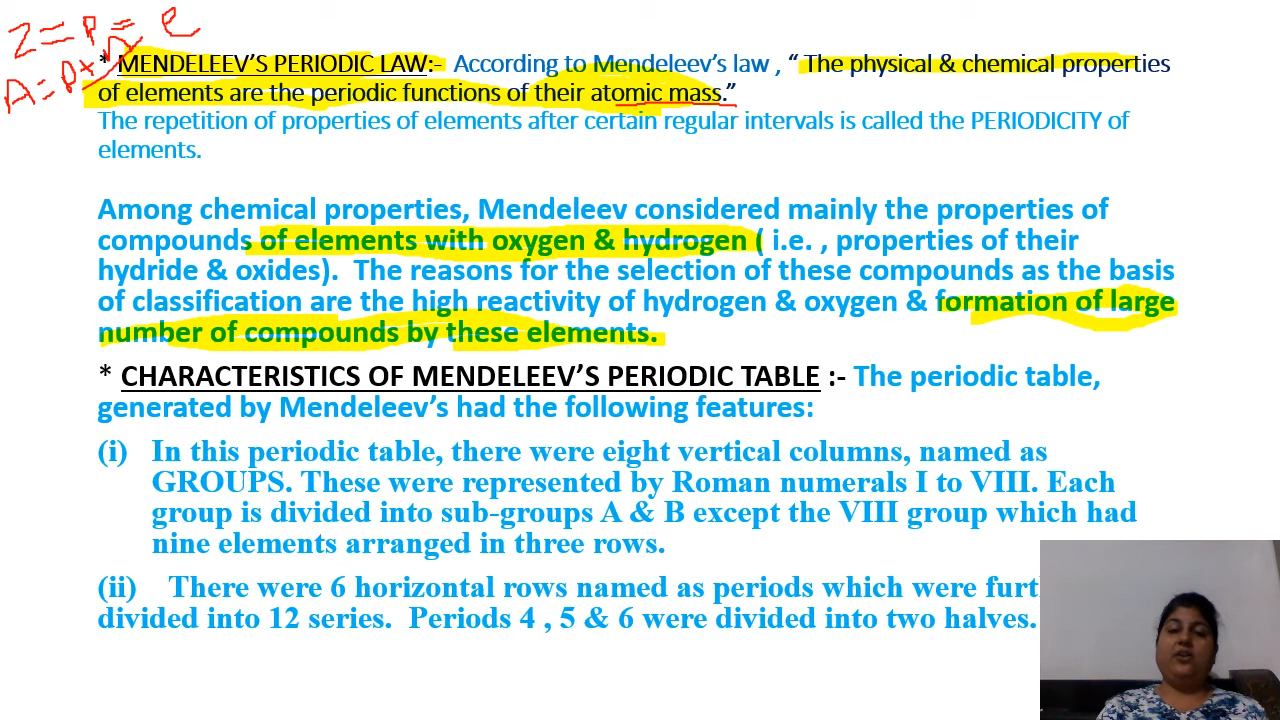 Z = p = e
A = p + n
* MENDELEEV'S PERIODIC LAW:- According to Mendeleev's law , “ The physical & chemical properties
of elements are the periodic functions of their atomic mass.”
The repetition of properties of elements after certain regular intervals is called the PERIODICITY of
elements.
Among chemical properties, Mendeleev considered mainly the properties of
compounds of elements with oxygen & hydrogen ( i.e. , properties of their
hydride & oxides). The reasons for the selection of these compounds as the basis
of classification are the high reactivity of hydrogen & oxygen & formation of large
number of compounds by these elements.
* CHARACTERISTICS OF MENDELEEV'S PERIODIC TABLE :- The periodic table,
generated by Mendeleev's had the following features:
(i) In this periodic table, there were eight vertical columns, named as
GROUPS. These were represented by Roman numerals I to VIII. Each
group is divided into sub-groups A & B except the VIII group which had
nine elements arranged in three rows.
(ii) There were 6 horizontal rows named as periods which were
divided into 12 series. Periods 4 , 5 & 6 were divided into two halves.